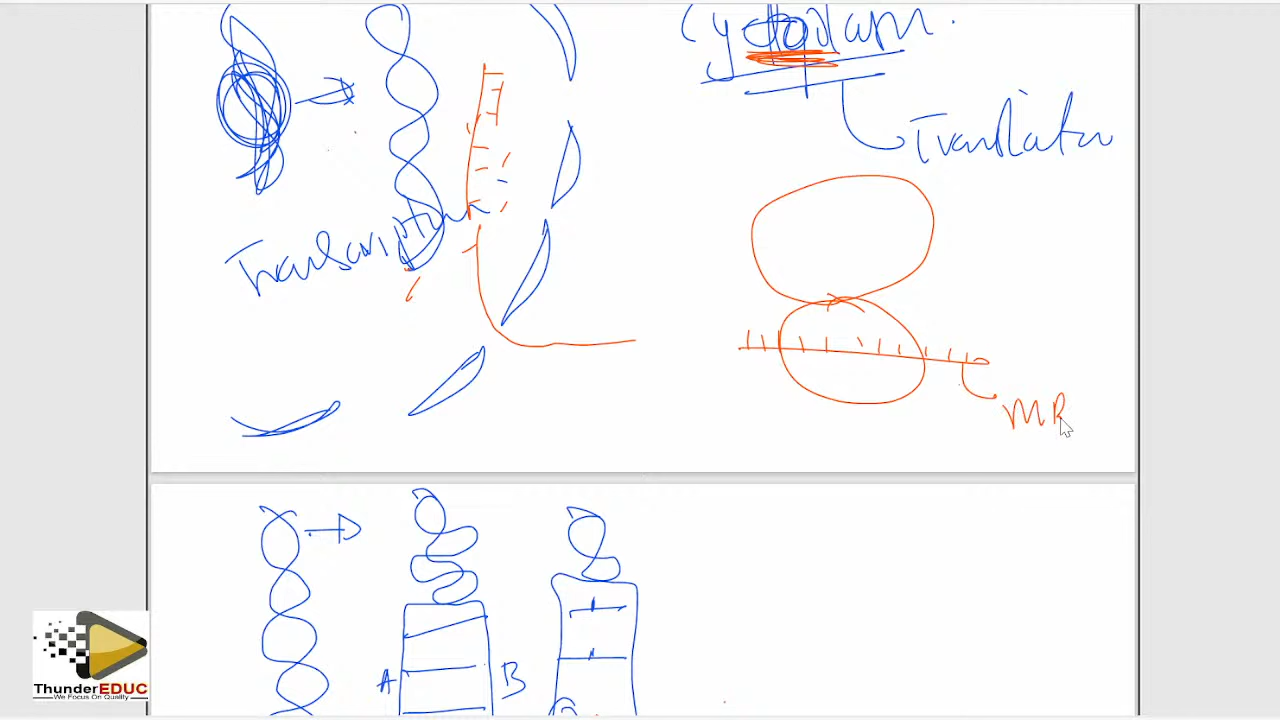 Cytoplasm.
Translation
Transcription
MR
A
B
ThunderEDUC
We Focus On Quality